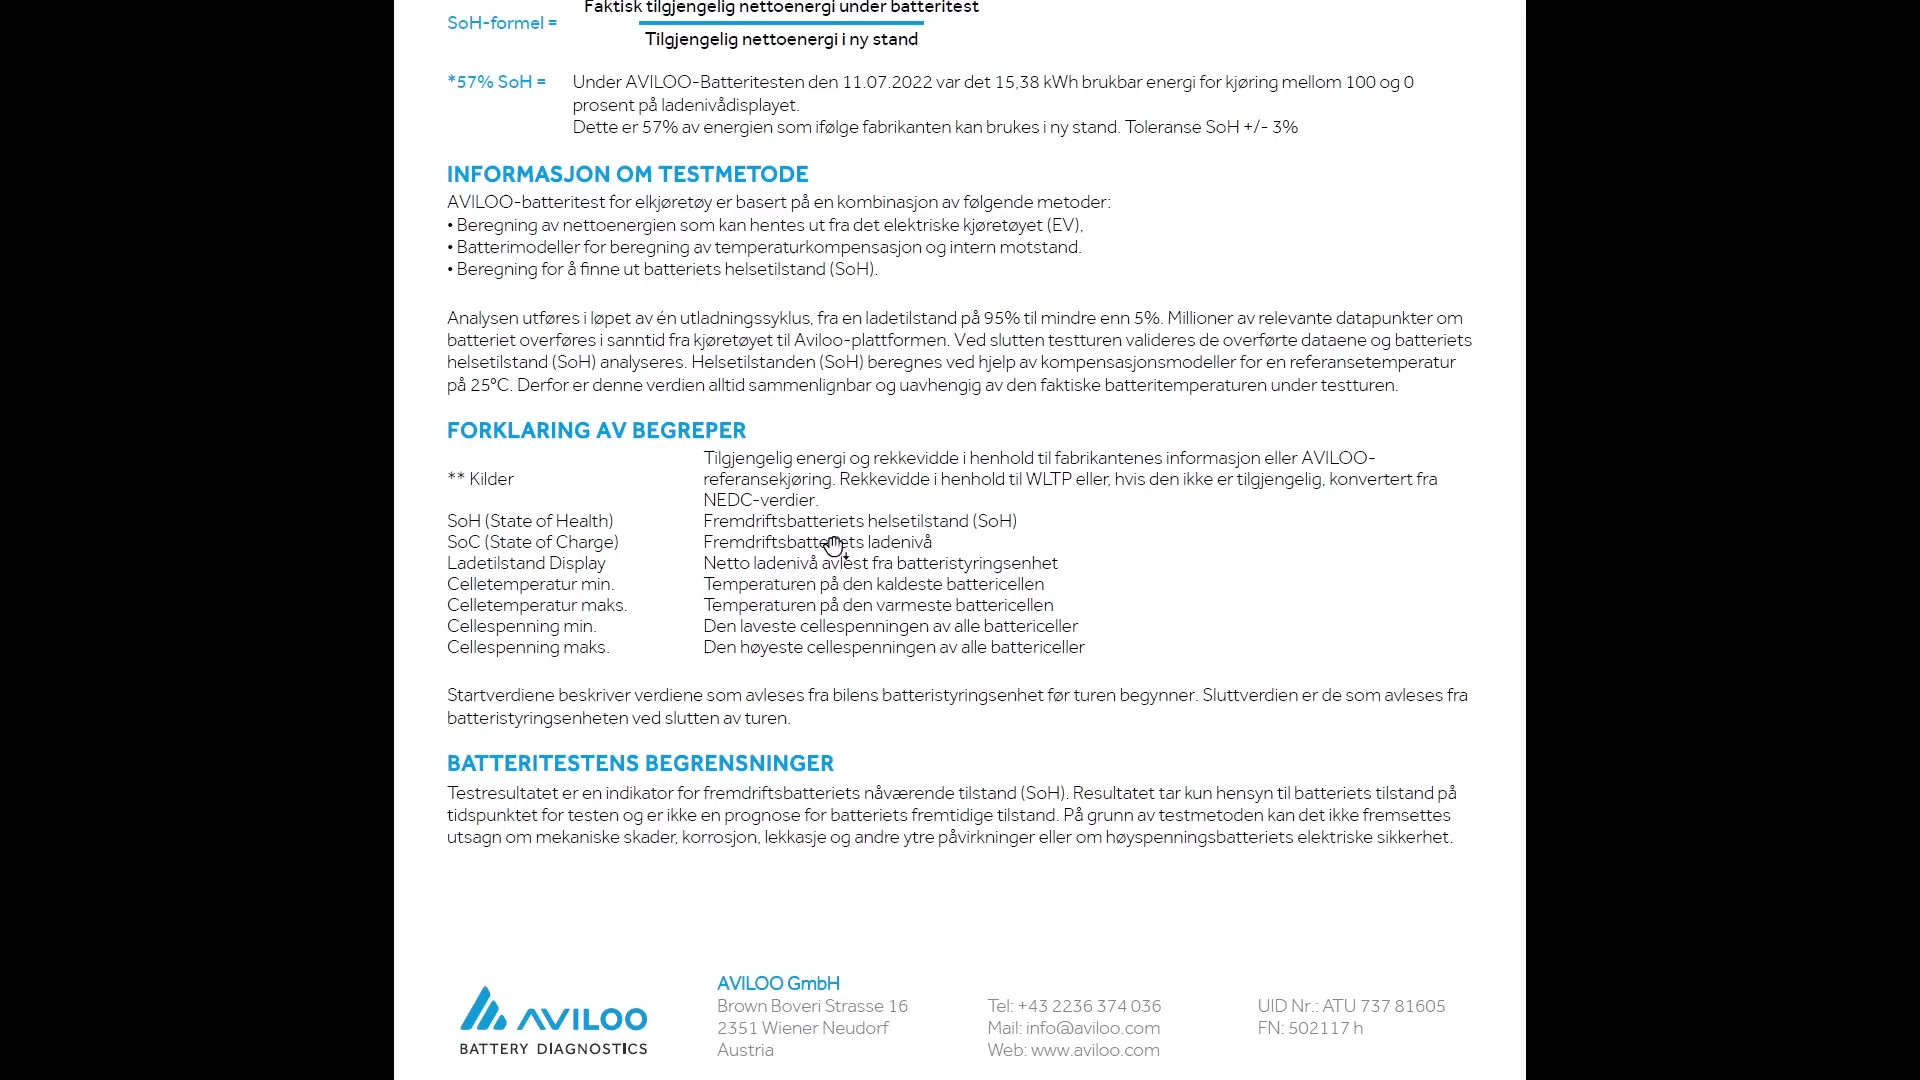 Faktisk tilgjengelig nettoenergi under batteritest
SoH-formel =
Tilgjengelig nettoenergi i ny stand
*57% SoH =
Under AVILOO-Batteritesten den 11.07.2022 var det 15,38 kWh brukbar energi for kjøring mellom 100 og 0
prosent på ladenivådisplayet.
Dette er 57% av energien som ifølge fabrikanten kan brukes i ny stand. Toleranse SoH +/- 3%
INFORMASJON OM TESTMETODE
AVILOO-batteritest for elkjøretøy er basert på en kombinasjon av følgende metoder:
• Beregning av nettoenergien som kan hentes ut fra det elektriske kjøretøyet (EV),
• Batterimodeller for beregning av temperaturkompensasjon og intern motstand.
• Beregning for å finne ut batteriets helsetilstand (SoH).
Analysen utføres i løpet av én utladningssyklus, fra en ladetilstand på 95% til mindre enn 5%. Millioner av relevante datapunkter om
batteriet overføres i sanntid fra kjøretøyet til Aviloo-plattformen. Ved slutten testturen valideres de overførte dataene og batteriets
helsetilstand (SoH) analyseres. Helsetilstanden (SoH) beregnes ved hjelp av kompensasjonsmodeller for en referansetemperatur
på 25°C. Derfor er denne verdien alltid sammenlignbar og uavhengig av den faktiske batteritemperaturen under testturen.
FORKLARING AV BEGREPER
** Kilder
Tilgjengelig energi og rekkevidde i henhold til fabrikantenes informasjon eller AVILOO-
referansekjøring. Rekkevidde i henhold til WLTP eller, hvis den ikke er tilgjengelig, konvertert fra
NEDC-verdier.
SoH (State of Health) Fremdriftsbatteriets helsetilstand (SoH)
SoC (State of Charge) Fremdriftsbatteriets ladenivå
Ladetilstand Display Netto ladenivå avlest fra batteristyringsenhet
Celletemperatur min. Temperaturen på den kaldeste battericellen
Celletemperatur maks. Temperaturen på den varmeste battericellen
Cellespenning min. Den laveste cellespenningen av alle battericeller
Cellespenning maks. Den høyeste cellespenningen av alle battericeller
Startverdiene beskriver verdiene som avleses fra bilens batteristyringsenhet før turen begynner. Sluttverdien er de som avleses fra
batteristyringsenheten ved slutten av turen.
BATTERITESTENS BEGRENSNINGER
Testresultatet er en indikator for fremdriftsbatteriets nåværende tilstand (SoH). Resultatet tar kun hensyn til batteriets tilstand på
tidspunktet for testen og er ikke en prognose for batteriets fremtidige tilstand. På grunn av testmetoden kan det ikke fremsettes
utsagn om mekaniske skader, korrosjon, lekkasje og andre ytre påvirkninger eller om høyspenningsbatteriets elektriske sikkerhet.
AVILOO
BATTERY DIAGNOSTICS
AVILOO GmbH
Brown Boveri Strasse 16
2351 Wiener Neudorf
Austria
Tel: +43 2236 374 036
Mail: info@aviloo.com
Web: www.aviloo.com
UID Nr.: ATU 737 81605
FN: 502117 h